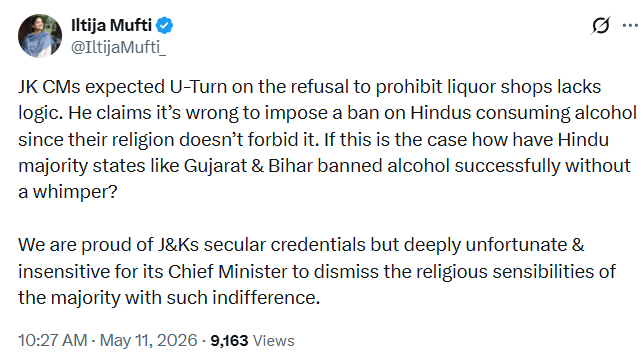 Iltija Mufti
@IltijaMufti_
JK CMs expected U-Turn on the refusal to prohibit liquor shops lacks
logic. He claims it’s wrong to impose a ban on Hindus consuming alcohol
since their religion doesn’t forbid it. If this is the case how have Hindu
majority states like Gujarat & Bihar banned alcohol successfully without
a whimper?
We are proud of J&Ks secular credentials but deeply unfortunate &
insensitive for its Chief Minister to dismiss the religious sensibilities of
the majority with such indifference.
10:27 AM · May 11, 2026 · 9,163 Views